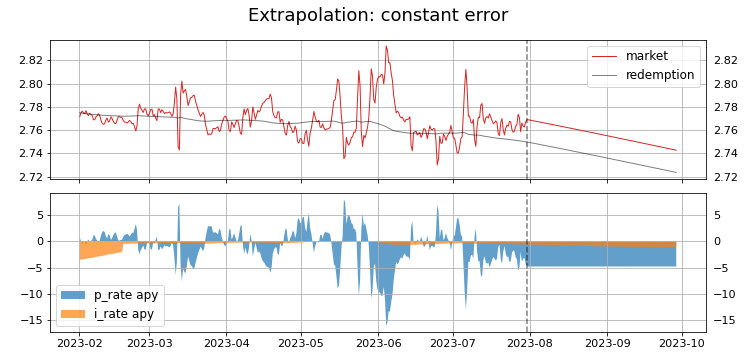 Extrapolation: constant error
2.82 2.82
2.80 2.80
2.78 2.78
2.76 2.76
2.74 2.74
2.72 2.72
market
redemption
5 5
0 0
−5 −5
−10 −10
−15 −15
p_rate apy
i_rate apy
2023-02 2023-03 2023-04 2023-05 2023-06 2023-07 2023-08 2023-09 2023-10